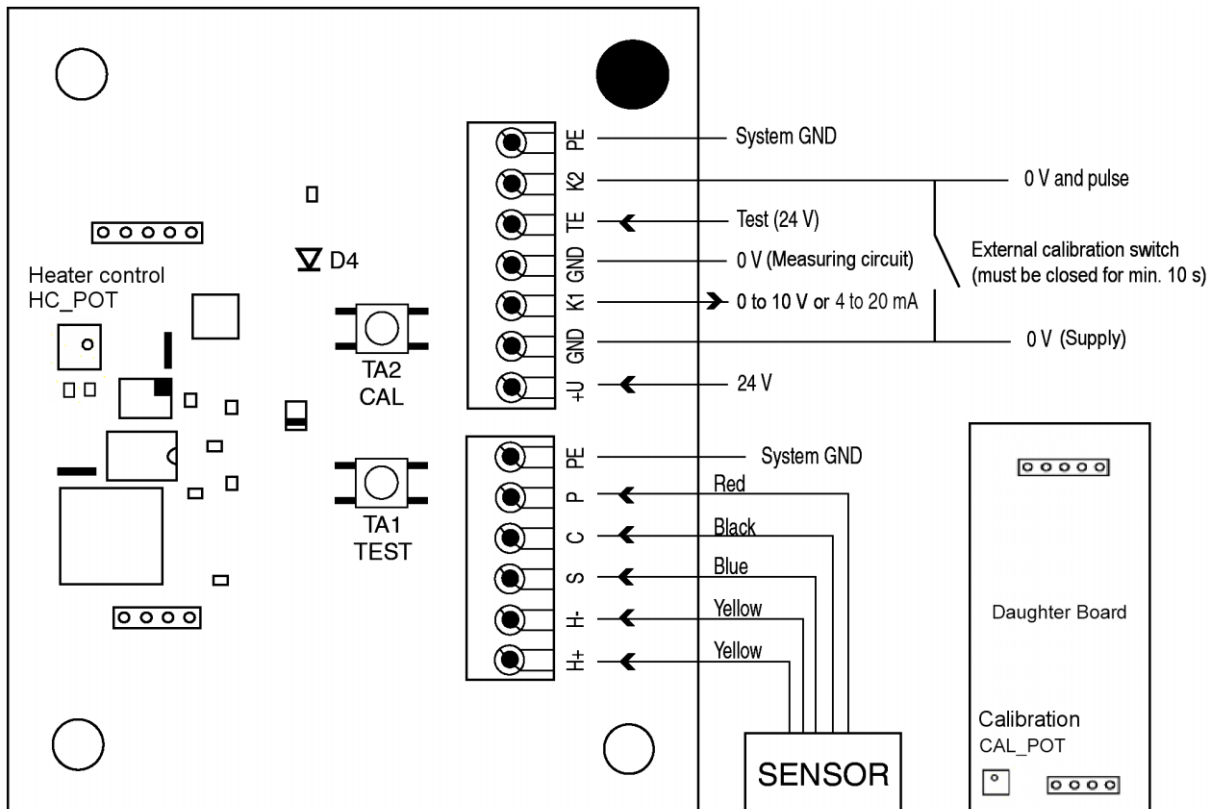 PE
System GND
K2
0 V and pulse
TE
Test (24 V)
D4
GND
0 V (Measuring circuit)
External calibration switch
(must be closed for min. 10 s)
Heater control
HC_POT
K1
0 to 10 V or 4 to 20 mA
GND
0 V (Supply)
TA2
CAL
+U
24 V
PE
System GND
P
Red
TA1
TEST
C
Black
S
Blue
H-
Yellow
H+
Yellow
SENSOR
Daughter Board
Calibration
CAL_POT